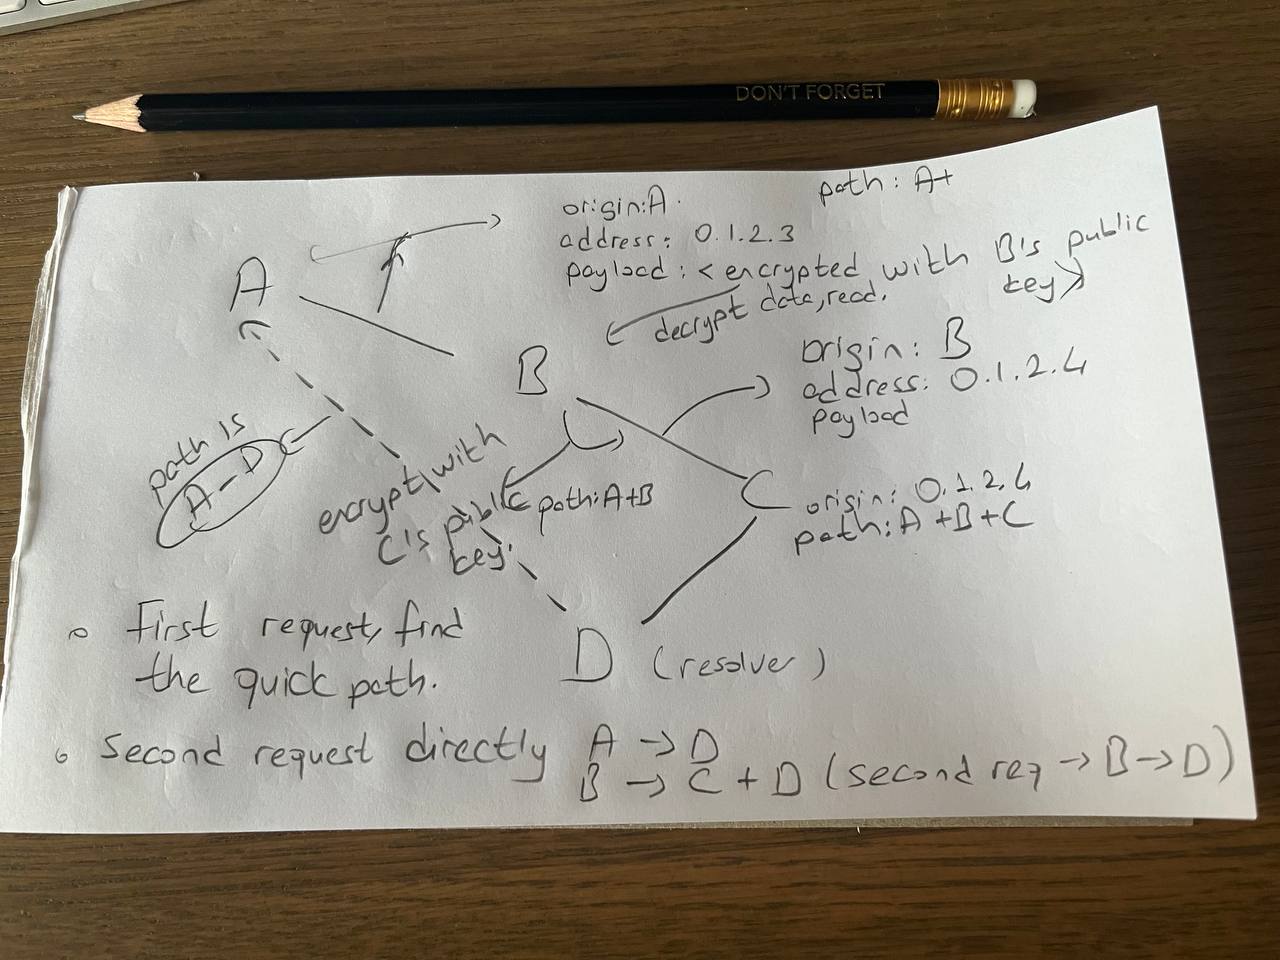 DON'T FORGET
path: A+
origin:A.
address: 0.1.2.3
payload: <encrypted with B's public key>
decrypt data, read.
A
B
origin: B
address: 0.1.2.4
payload
path is
A-D
encrypt with
C's public
key.
path:A+B
C
origin: 0.1.2.4
path:A+B+C
D (resolver)
First request, find
the quick path.
Second request directly A → D
B → C + D (second req → B→D)